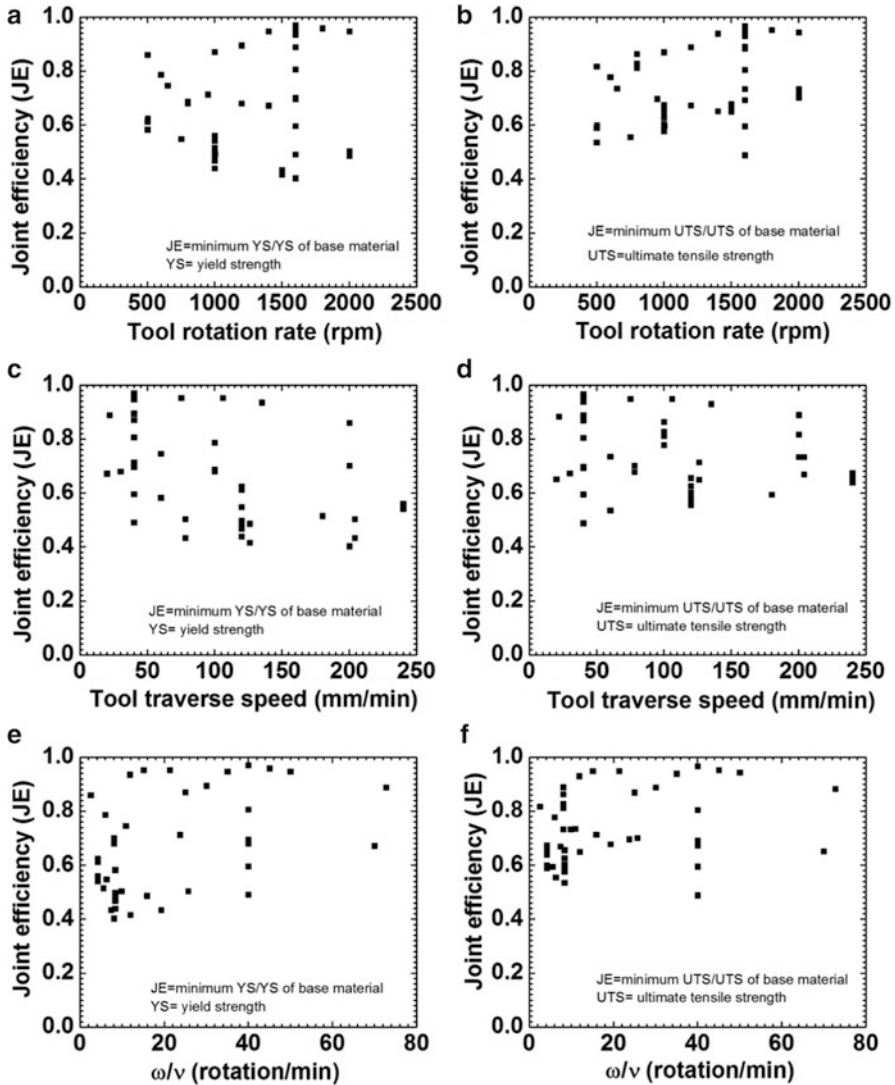 a
Joint efficiency (JE)
1.0
0.8
0.6
0.4
0.2
0.0
JE=minimum YS/YS of base material
YS= yield strength
0 500 1000 1500 2000 2500
Tool rotation rate (rpm)
b
Joint efficiency (JE)
1.0
0.8
0.6
0.4
0.2
0.0
JE=minimum UTS/UTS of base material
UTS=ultimate tensile strength
0 500 1000 1500 2000 2500
Tool rotation rate (rpm)
c
Joint efficiency (JE)
1.0
0.8
0.6
0.4
0.2
0.0
JE=minimum YS/YS of base material
YS= yield strength
0 50 100 150 200 250
Tool traverse speed (mm/min)
d
Joint efficiency (JE)
1.0
0.8
0.6
0.4
0.2
0.0
JE=minimum UTS/UTS of base material
UTS= ultimate tensile strength
0 50 100 150 200 250
Tool traverse speed (mm/min)
e
Joint efficiency (JE)
1.0
0.8
0.6
0.4
0.2
0.0
JE=minimum YS/YS of base material
YS= yield strength
0 20 40 60 80
ω/ν (rotation/min)
f
Joint efficiency (JE)
1.0
0.8
0.6
0.4
0.2
0.0
JE=minimum UTS/UTS of base material
UTS= ultimate tensile strength
0 20 40 60 80
ω/ν (rotation/min)